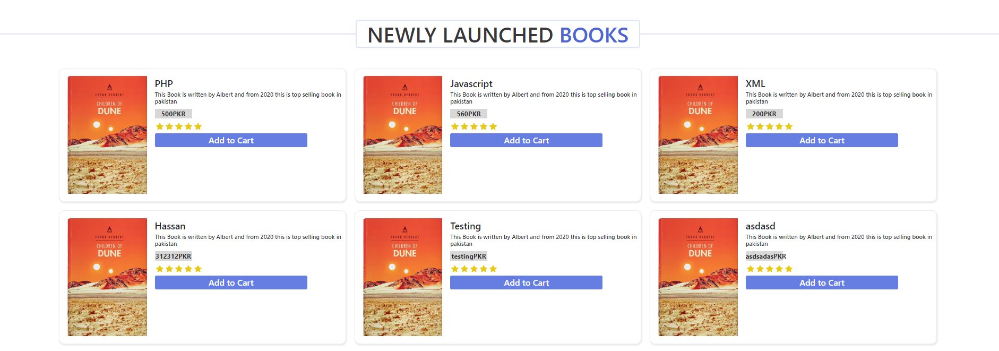 NEWLY LAUNCHED BOOKS
FRANK HERBERT
CHILDREN OF
DUNE
PHP
This Book is written by Albert and from 2020 this is top selling book in
pakistan
500PKR
Add to Cart
FRANK HERBERT
CHILDREN OF
DUNE
Javascript
This Book is written by Albert and from 2020 this is top selling book in
pakistan
560PKR
Add to Cart
FRANK HERBERT
CHILDREN OF
DUNE
XML
This Book is written by Albert and from 2020 this is top selling book in
pakistan
200PKR
Add to Cart
FRANK HERBERT
CHILDREN OF
DUNE
Hassan
This Book is written by Albert and from 2020 this is top selling book in
pakistan
312312PKR
Add to Cart
FRANK HERBERT
CHILDREN OF
DUNE
Testing
This Book is written by Albert and from 2020 this is top selling book in
pakistan
testingPKR
Add to Cart
FRANK HERBERT
CHILDREN OF
DUNE
asdasd
This Book is written by Albert and from 2020 this is top selling book in
pakistan
asdsadasPKR
Add to Cart